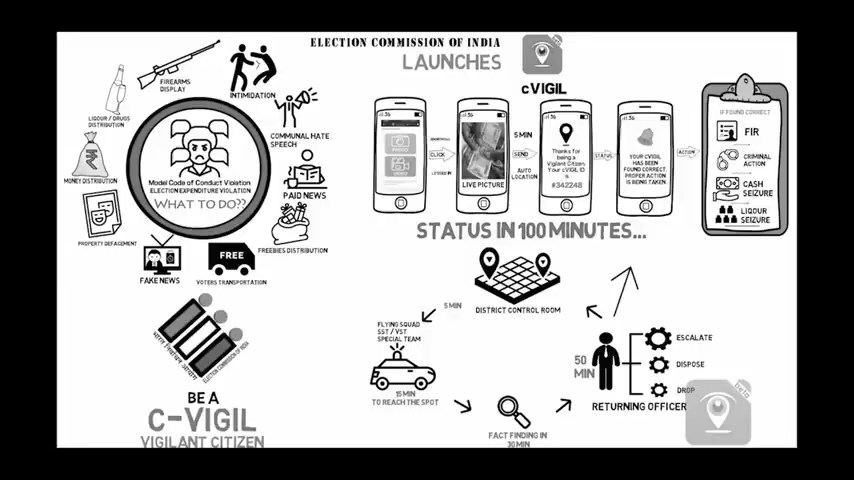 ELECTION COMMISSION OF INDIA
LAUNCHES
beta
cVIGIL
FIREARMS
DISPLAY
INTIMIDATION
LIQOUR / DRUGS
DISTRIBUTION
COMMUNAL HATE
SPEECH
MONEY DISTRIBUTION
PAID NEWS
PROPERTY DEFACEMENT
FREEBIES DISTRIBUTION
FAKE NEWS
FREE
VOTERS TRANSPORTATION
Model Code of Conduct Violation
ELECTION EXPENDITURE VIOLATION
WHAT TO DO??
CLICK
LIVE PICTURE
5 MIN
SEND
AUTO
LOCATION
Thanks for
being a
Vigilant Citizen.
Your cVIGIL ID
is
#342248
STATUS
YOUR CVIGIL HAS
BEEN
FOUND CORRECT.
PROPER ACTION
IS BEING TAKEN
ACTION
IF FOUND CORRECT
FIR
CRIMINAL
ACTION
CASH
SEIZURE
LIQOUR
SEIZURE
STATUS IN 100 MINUTES...
DISTRICT CONTROL ROOM
5 MIN
FLYING SQUAD
SST / VST
SPECIAL TEAM
15 MIN
TO REACH THE SPOT
FACT FINDING IN
30 MIN
50
MIN
RETURNING OFFICER
ESCALATE
DISPOSE
DROP
beta
भारत निर्वाचन आयोग
ELECTION COMMISSION OF INDIA
BE A
C-VIGIL
VIGILANT CITIZEN